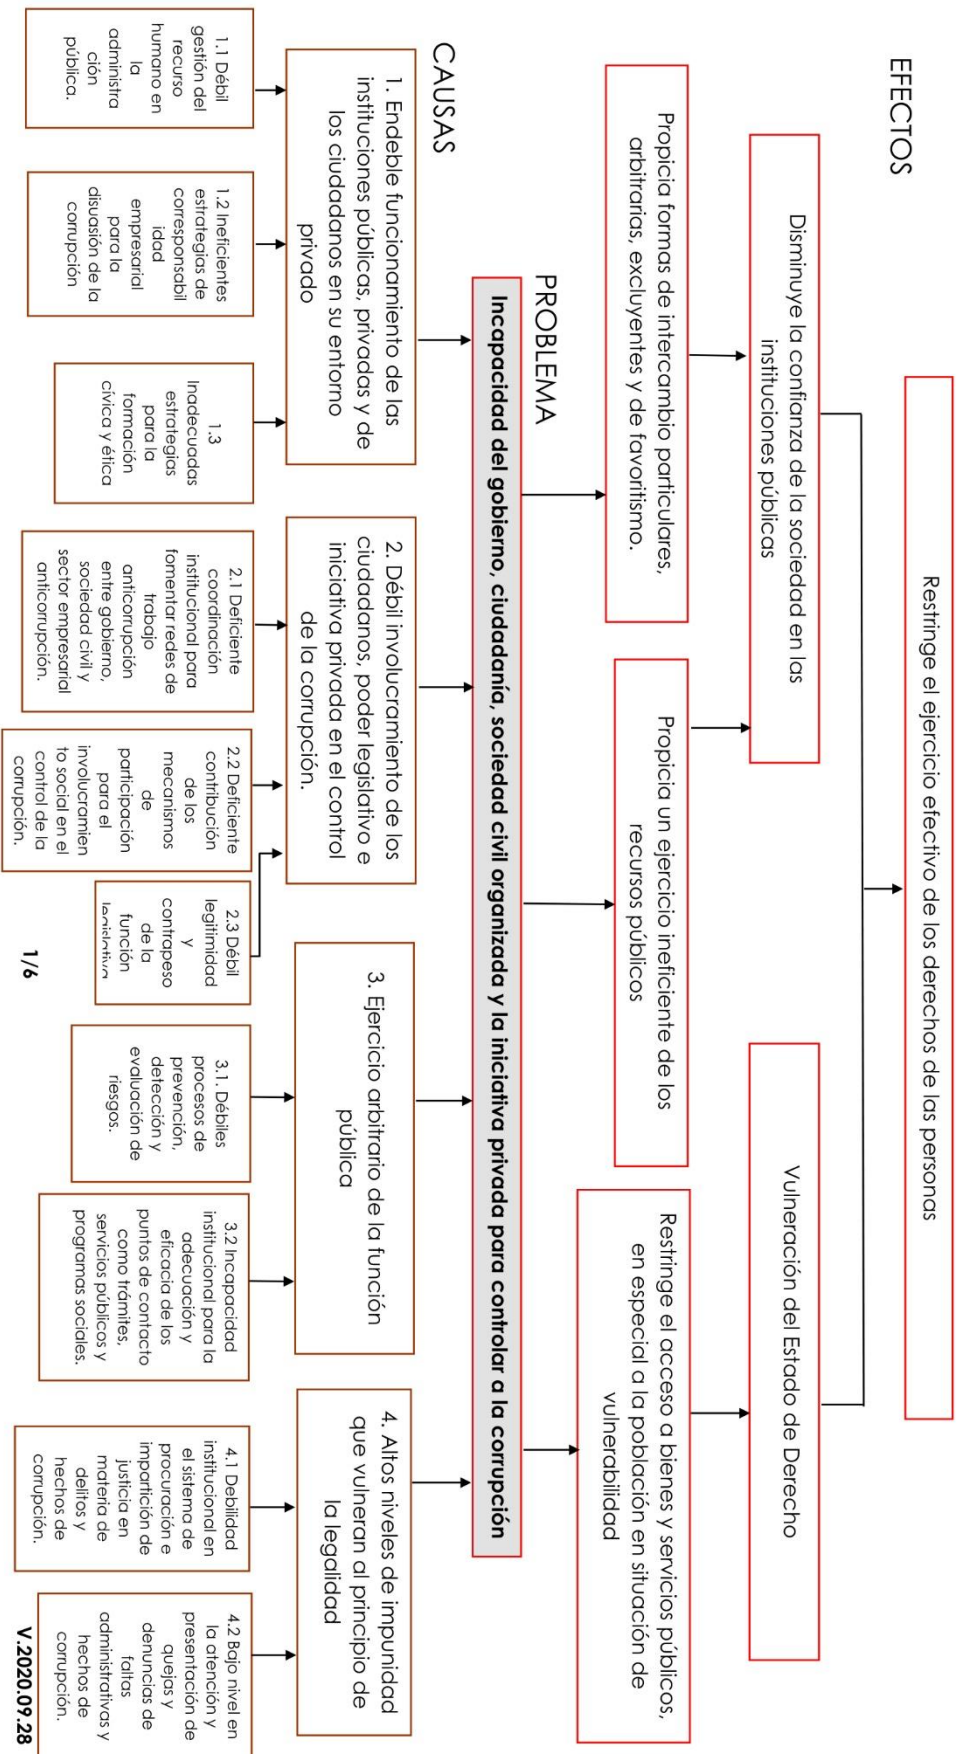 EFECTOS
Restringe el ejercicio efectivo de los derechos de las personas
Disminuye la confianza de la sociedad en las
instituciones públicas
Vulneración del Estado de Derecho
Propicia formas de intercambio particulares,
arbitrarias, excluyentes y de favoritismo.
Propicia un ejercicio ineficiente de los
recursos públicos
Restringe el acceso a bienes y servicios públicos,
en especial a la población en situación de
vulnerabilidad
PROBLEMA
Incapacidad del gobierno, ciudadanía, sociedad civil organizada y la iniciativa privada para controlar a la corrupción
CAUSAS
1. Endeble funcionamiento de las
instituciones públicas, privadas y de
los ciudadanos en su entorno
privado
2. Débil involucramiento de los
ciudadanos, poder legislativo e
iniciativa privada en el control
de la corrupción.
3. Ejercicio arbitrario de la función
pública
4. Altos niveles de impunidad
que vulneran al principio de
la legalidad
1.1 Débil
gestión del
recurso
humano en
la
administra
ción
pública.
1.2 Ineficientes
estrategias de
corresponsabil
idad
empresarial
para la
disuasión de la
corrupción
1.3
Inadecuadas
estrategias
para la
formación
cívica y ética
2.1 Deficiente
coordinación
institucional para
fomentar redes de
trabajo
anticorrupción
entre gobierno,
sociedad civil y
sector empresarial
anticorrupción.
2.2 Deficiente
contribución
de los
mecanismos
de
participación
para el
involucramien
to social en el
control de la
corrupción.
2.3 Débil
legitimidad
y
contrapeso
de la
función
legislativa
3.1. Débiles
procesos de
prevención,
detección y
evaluación de
riesgos.
3.2 Incapacidad
institucional para la
adecuación y
eficacia de los
puntos de contacto
como trámites,
servicios públicos y
programas sociales.
4.1 Debilidad
institucional en
el sistema de
procuración e
impartición de
justicia en
materia de
delitos y
hechos de
corrupción.
4.2 Bajo nivel en
la atención y
presentación de
quejas y
denuncias de
faltas
administrativas y
hechos de
corrupción.
1/6
V.2020.09.28